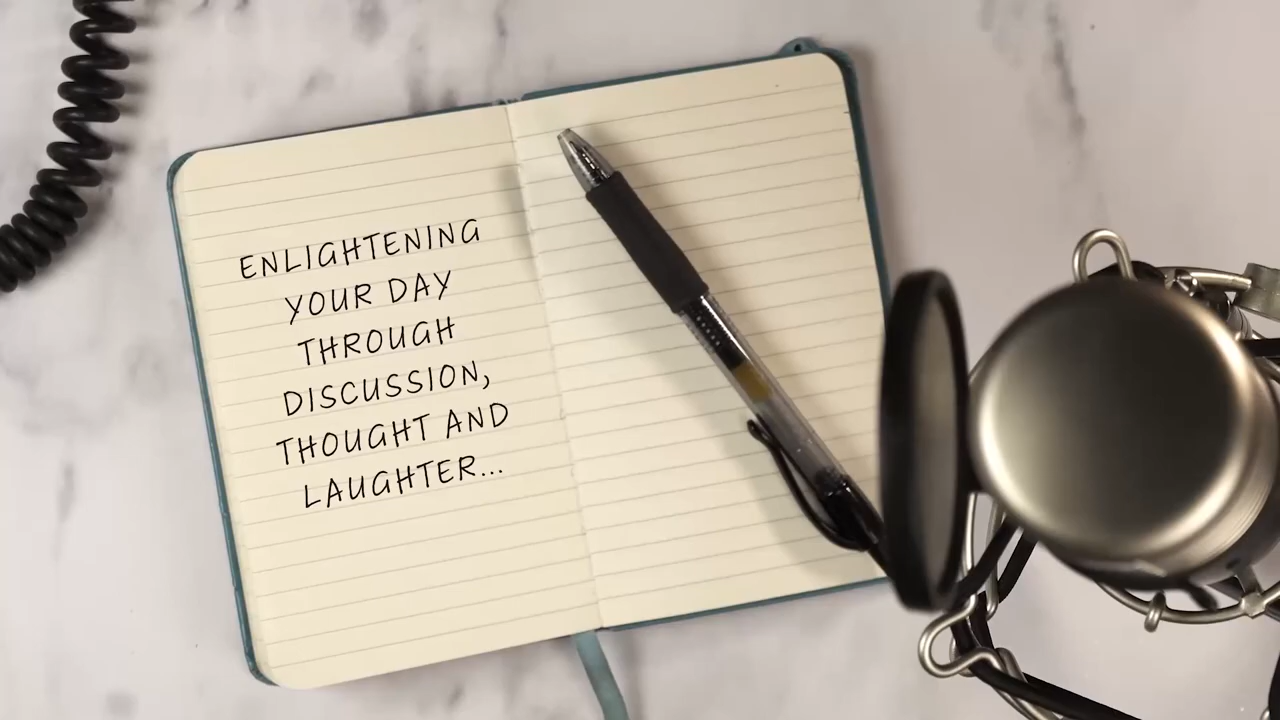 ENLIGHTENING
YOUR DAY
THROUGH
DISCUSSION,
THOUGHT AND
LAUGHTER...